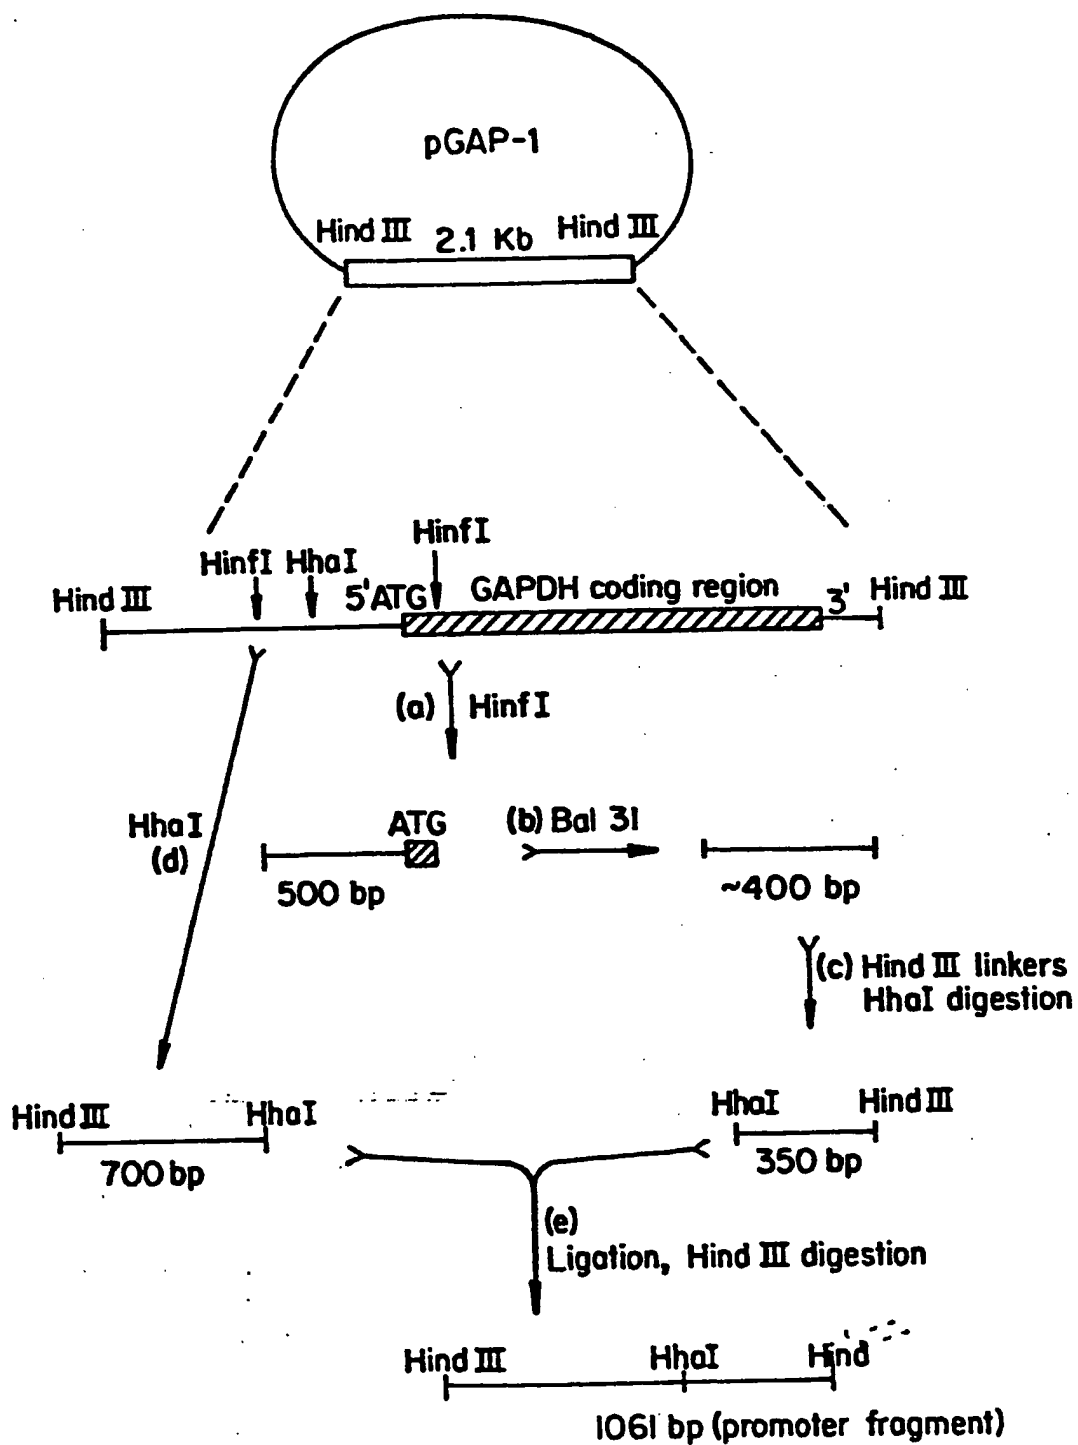 pGAP-1
Hind III 2.1 Kb Hind III
HinfI
HinfI HhaI
Hind III 5'ATG GAPDH coding region 3' Hind III
(a) HinfI
HhaI
(d)
ATG
500 bp
(b) Bal 31
~400 bp
(c) Hind III linkers
HhaI digestion
Hind III HhaI
700 bp
HhaI Hind III
350 bp
(e)
Ligation, Hind III digestion
Hind III HhaI Hind
1061 bp (promoter fragment)